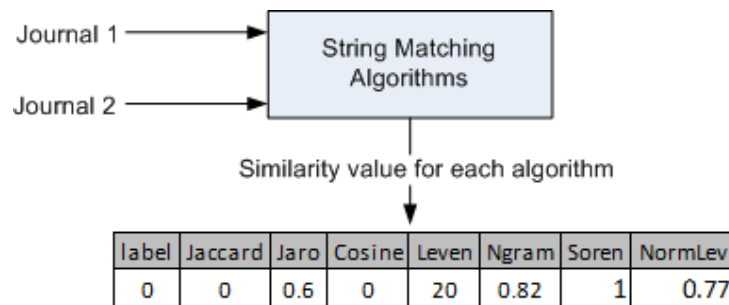 Journal 1
Journal 2
String Matching
Algorithms
Similarity value for each algorithm
label Jaccard Jaro Cosine Leven Ngram Soren NormLev
0 0 0.6 0 20 0.82 1 0.77